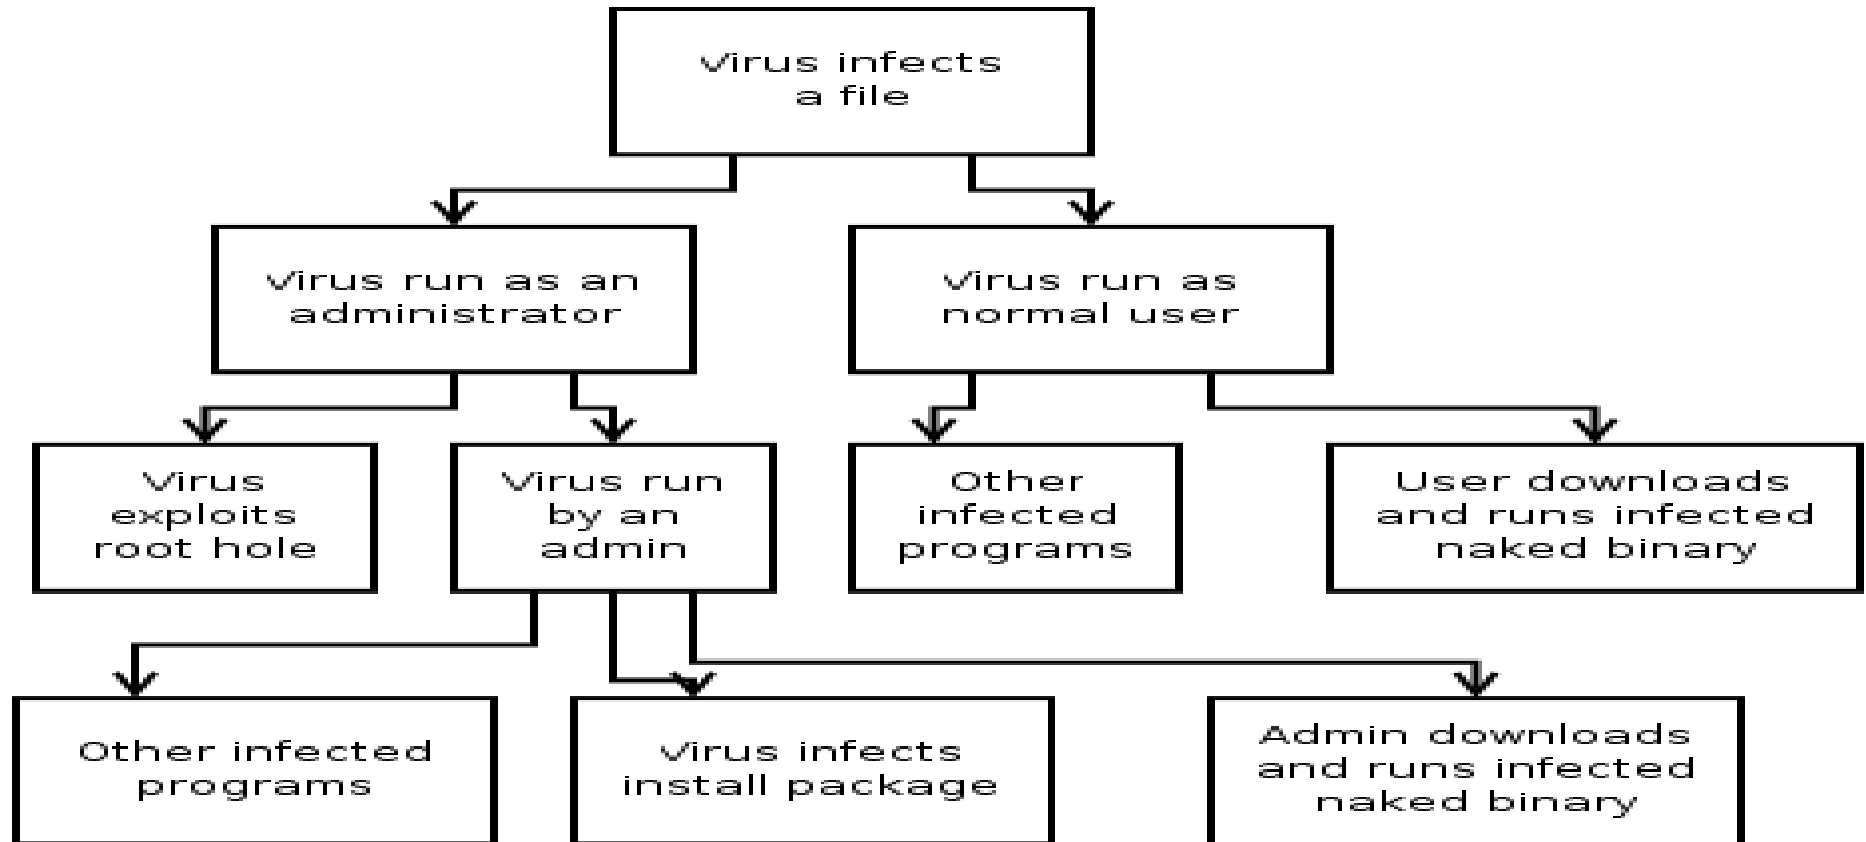 Virus infects
a file
Virus run as an
administrator
Virus run as
normal user
Virus
exploits
root hole
Virus run
by an
admin
Other
infected
programs
User downloads
and runs infected
naked binary
Other infected
programs
Virus infects
install package
Admin downloads
and runs infected
naked binary